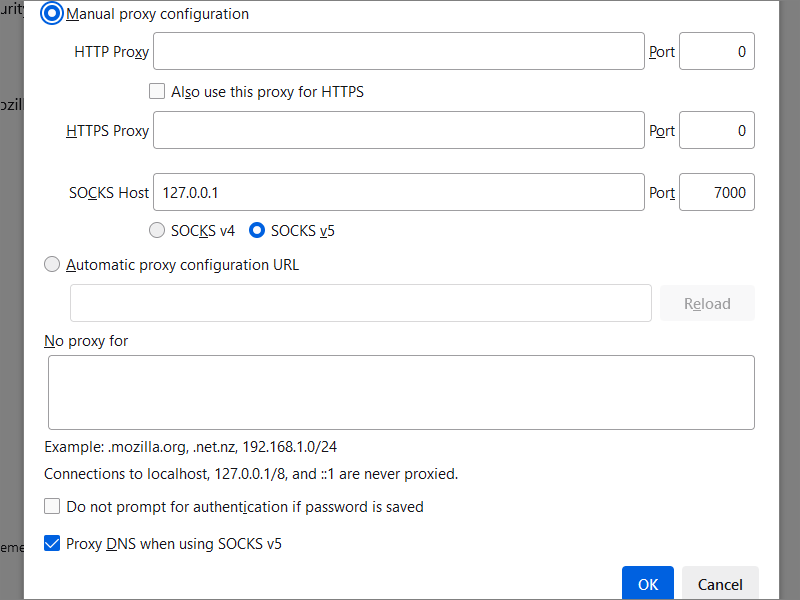 urity
Manual proxy configuration
HTTP Proxy Port 0
Also use this proxy for HTTPS
ozill
HTTPS Proxy Port 0
SOCKS Host 127.0.0.1 Port 7000
SOCKS v4 SOCKS v5
Automatic proxy configuration URL
Reload
No proxy for
Example: .mozilla.org, .net.nz, 192.168.1.0/24
Connections to localhost, 127.0.0.1/8, and ::1 are never proxied.
Do not prompt for authentication if password is saved
eme
Proxy DNS when using SOCKS v5
OK Cancel